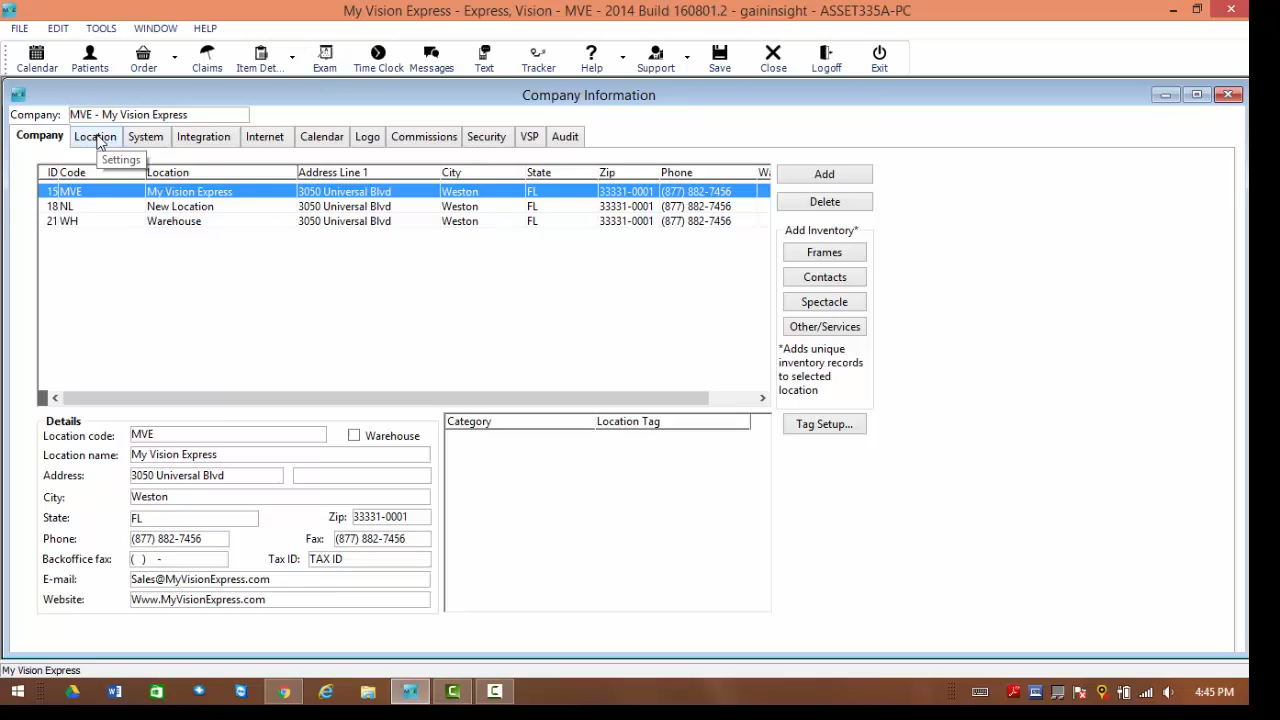 My Vision Express - Express, Vision - MVE - 2014 Build 160801.2 - gaininsight - ASSET335A-PC
FILE EDIT TOOLS WINDOW HELP
Calendar Patients Order Claims Item Det... Exam Time Clock Messages Text Tracker Help Support Save Close Logoff Exit
Company Information
Company: MVE - My Vision Express
Company Location System Integration Internet Calendar Logo Commissions Security VSP Audit
Settings
ID Code Location Address Line 1 City State Zip Phone Wa
15 MVE My Vision Express 3050 Universal Blvd Weston FL 33331-0001 (877) 882-7456
18 NL New Location 3050 Universal Blvd Weston FL 33331-0001 (877) 882-7456
21 WH Warehouse 3050 Universal Blvd Weston FL 33331-0001 (877) 882-7456
Add
Delete
Add Inventory*
Frames
Contacts
Spectacle
Other/Services
*Adds unique
inventory records
to selected
location
Tag Setup...
Details
Location code: MVE Warehouse
Location name: My Vision Express
Address: 3050 Universal Blvd
City: Weston
State: FL Zip: 33331-0001
Phone: (877) 882-7456 Fax: (877) 882-7456
Backoffice fax: ( ) - Tax ID: TAX ID
E-mail: Sales@MyVisionExpress.com
Website: Www.MyVisionExpress.com
Category Location Tag
My Vision Express
4:45 PM